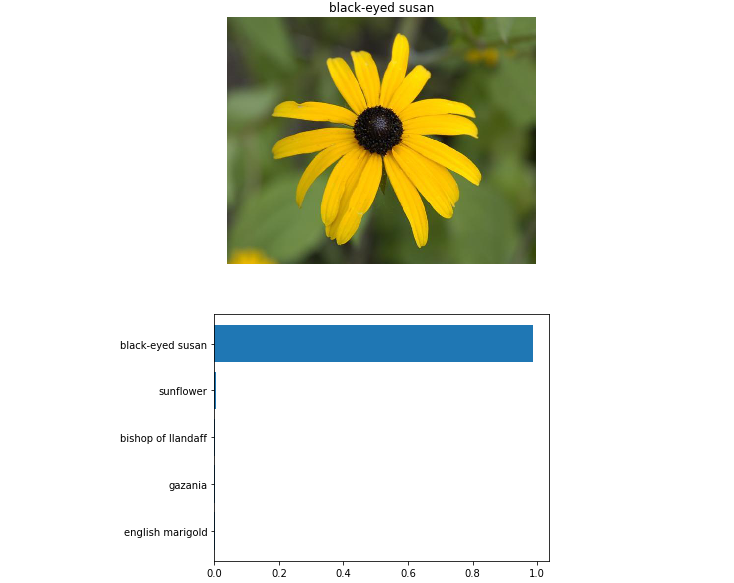 black-eyed susan
black-eyed susan
sunflower
bishop of llandaff
gazania
english marigold
0.0 0.2 0.4 0.6 0.8 1.0